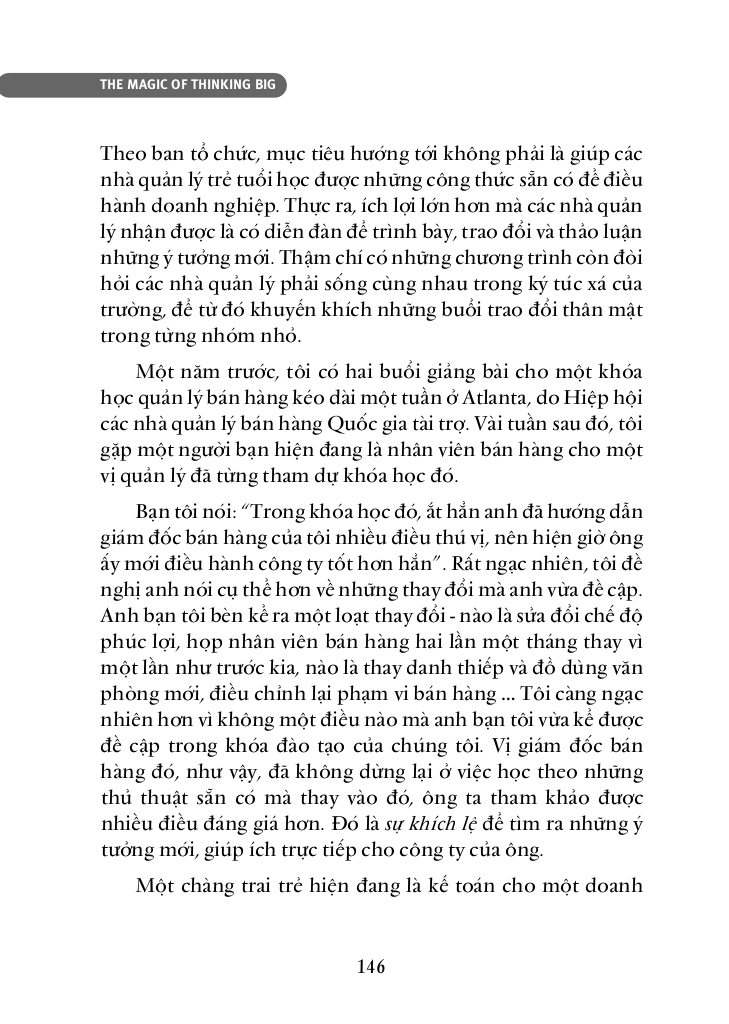 THE MAGIC OF THINKING BIG
Theo ban tổ chức, mục tiêu hướng tới không phải là giúp các
nhà quản lý trẻ tuổi học được những công thức sẵn có để điều
hành doanh nghiệp. Thực ra, ích lợi lớn hơn mà các nhà quản
lý nhận được là có diễn đàn để trình bày, trao đổi và thảo luận
những ý tưởng mới. Thậm chí có những chương trình còn đòi
hỏi các nhà quản lý phải sống cùng nhau trong ký túc xá của
trường, để từ đó khuyến khích những buổi trao đổi thân mật
trong từng nhóm nhỏ.
Một năm trước, tôi có hai buổi giảng bài cho một khóa
học quản lý bán hàng kéo dài một tuần ở Atlanta, do Hiệp hội
các nhà quản lý bán hàng Quốc gia tài trợ. Vài tuần sau đó, tôi
gặp một người bạn hiện đang là nhân viên bán hàng cho một
vị quản lý đã từng tham dự khóa học đó.
Bạn tôi nói: “Trong khóa học đó, ắt hẳn anh đã hướng dẫn
giám đốc bán hàng của tôi nhiều điều thú vị, nên hiện giờ ông
ấy mới điều hành công ty tốt hơn hẳn”. Rất ngạc nhiên, tôi đề
nghị anh nói cụ thể hơn về những thay đổi mà anh vừa đề cập.
Anh bạn tôi bèn kể ra một loạt thay đổi - nào là sửa đổi chế độ
phúc lợi, họp nhân viên bán hàng hai lần một tháng thay vì
một lần như trước kia, nào là thay danh thiếp và đồ dùng văn
phòng mới, điều chỉnh lại phạm vi bán hàng ... Tôi càng ngạc
nhiên hơn vì không một điều nào mà anh bạn tôi vừa kể được
đề cập trong khóa đào tạo của chúng tôi. Vị giám đốc bán
hàng đó, như vậy, đã không dừng lại ở việc học theo những
thủ thuật sẵn có mà thay vào đó, ông ta tham khảo được
nhiều điều đáng giá hơn. Đó là sự khích lệ để tìm ra những ý
tưởng mới, giúp ích trực tiếp cho công ty của ông.
Một chàng trai trẻ hiện đang là kế toán cho một doanh
146